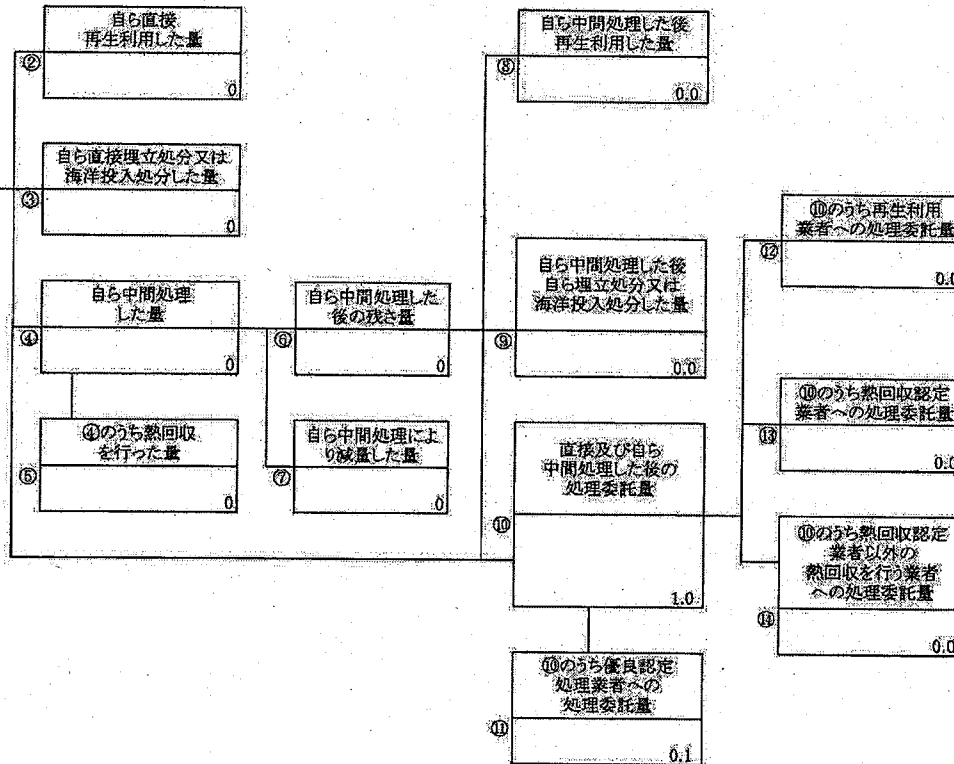 自ら直接
再生利用した量
②
0
自ら直接埋立処分又は
海洋投入処分した量
③
0
自ら中間処理
した量
④
0
④のうち熱回収
を行った量
⑤
0
自ら中間処理した
後の残さ量
⑥
0
自ら中間処理によ
り減量した量
⑦
0
自ら中間処理した後
再生利用した量
⑧
0.0
自ら中間処理した後
自ら埋立処分又は
海洋投入処分した量
⑨
0.0
直接及び自ら
中間処理した後の
処理委託量
⑩
1.0
⑩のうち優良認定
処理業者への
処理委託量
⑪
0.1
⑩のうち再生利用
業者への処理委託量
⑫
0.0
⑩のうち熱回収認定
業者への処理委託量
⑬
0.0
⑩のうち熱回収認定
業者以外の
熱回収を行う業者
への処理委託量
⑭
0.0